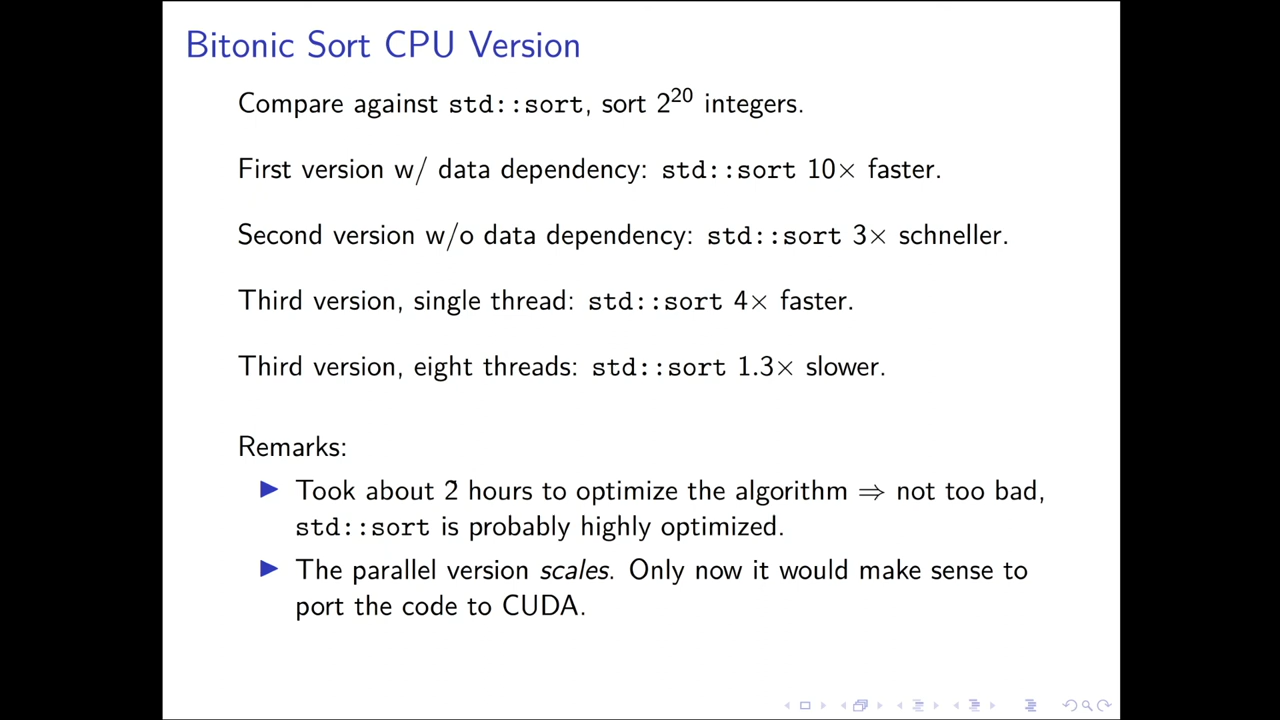 Bitonic Sort CPU Version
Compare against std::sort, sort 2²⁰ integers.
First version w/ data dependency: std::sort 10× faster.
Second version w/o data dependency: std::sort 3× schneller.
Third version, single thread: std::sort 4× faster.
Third version, eight threads: std::sort 1.3× slower.
Remarks:
▶ Took about 2 hours to optimize the algorithm ⇒ not too bad,
std::sort is probably highly optimized.
▶ The parallel version scales. Only now it would make sense to
port the code to CUDA.